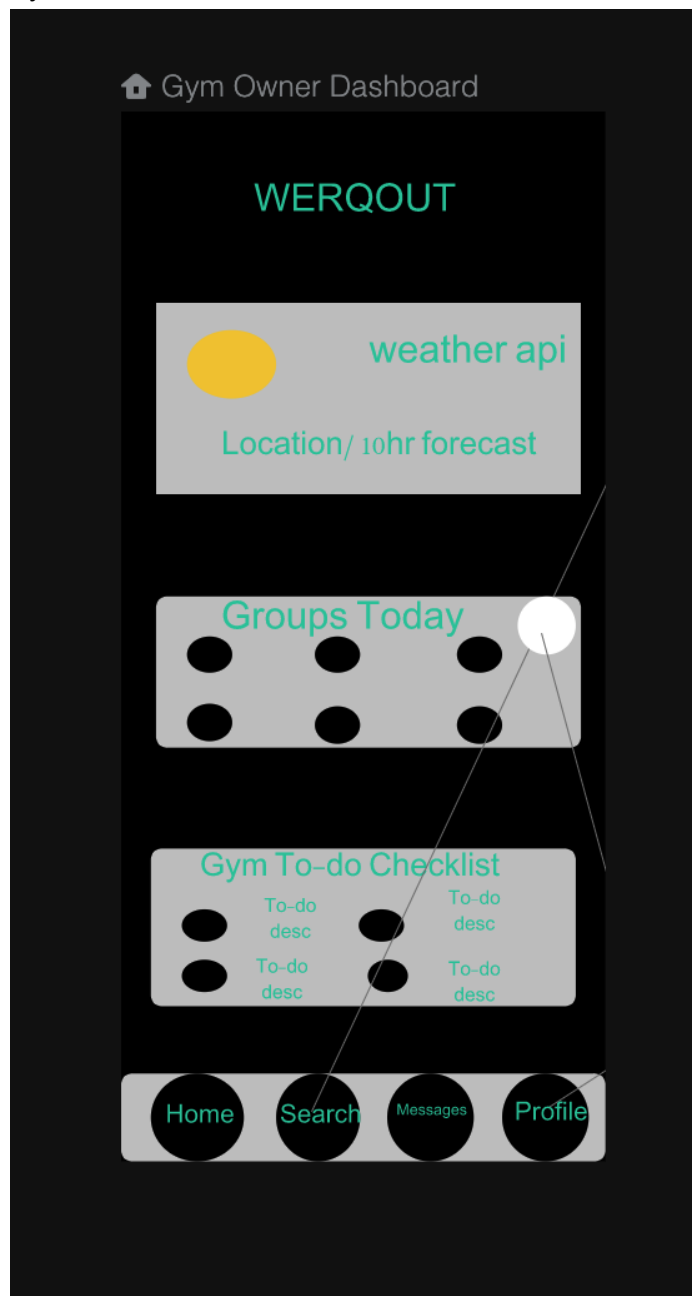 Gym Owner Dashboard
WERQOUT
weather api
Location/ 10hr forecast
Groups Today
Gym To-do Checklist
To-do
desc
To-do
desc
To-do
desc
To-do
desc
Home
Search
Messages
Profile